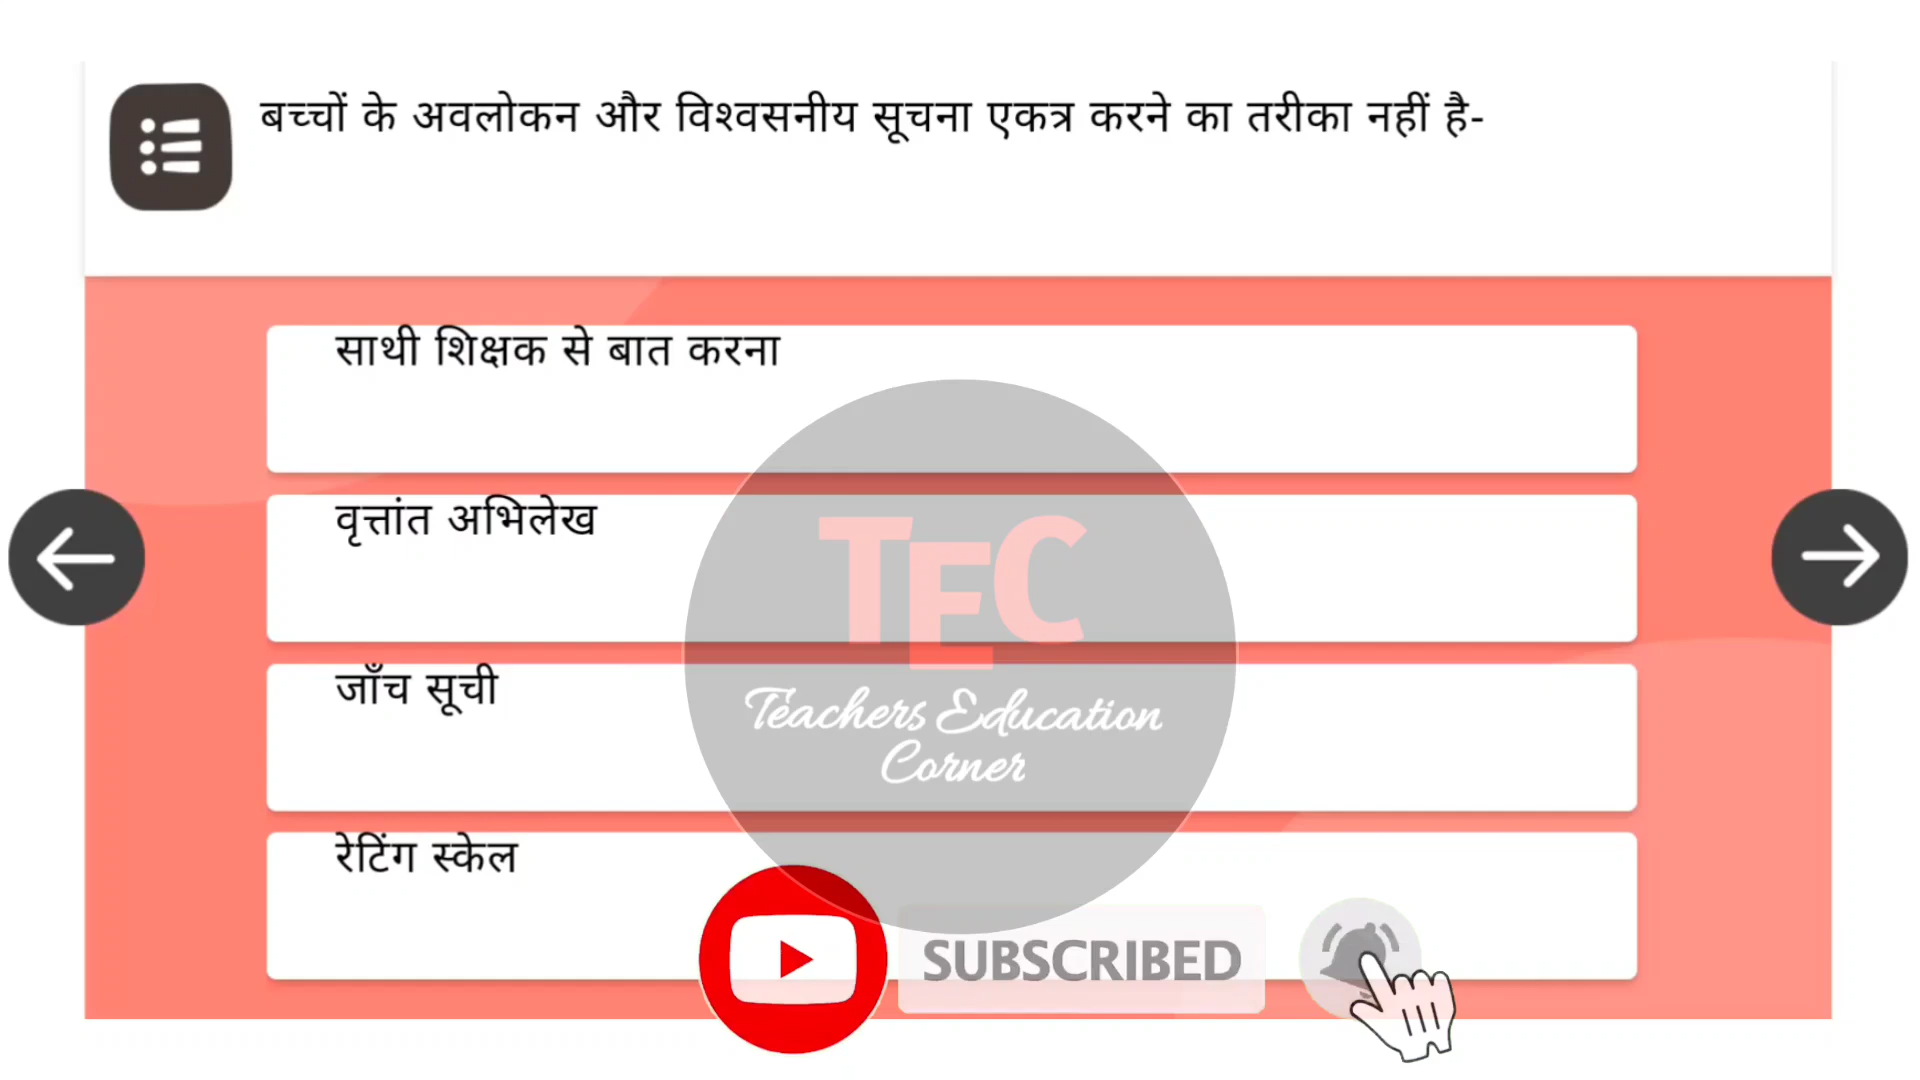 बच्चों के अवलोकन और विश्वसनीय सूचना एकत्र करने का तरीका नहीं है-
साथी शिक्षक से बात करना
वृत्तांत अभिलेख
जाँच सूची
रेटिंग स्केल
TEC
Teachers Education
Corner
SUBSCRIBED